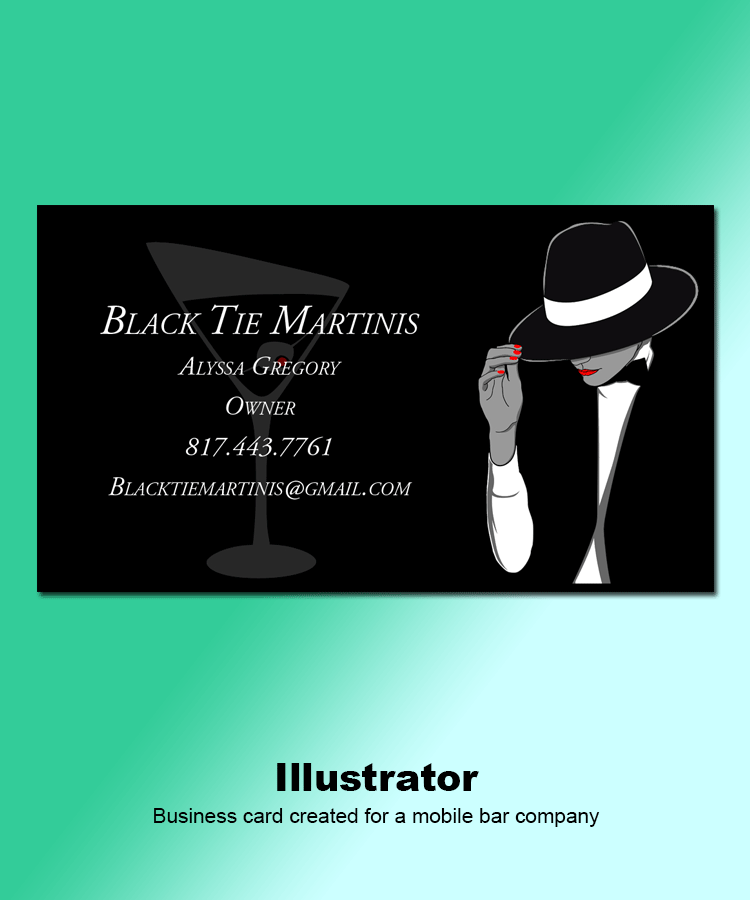 Black Tie Martinis
Alyssa Gregory
Owner
817.443.7761
Blacktiemartinis@gmail.com
Illustrator
Business card created for a mobile bar company